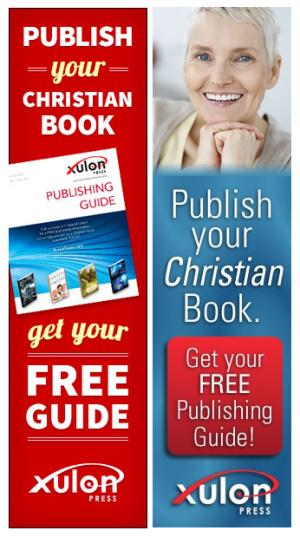 PUBLISH
your
CHRISTIAN
BOOK
xulon
PRESS
PUBLISHING
GUIDE
get your
FREE
GUIDE
xulon
PRESS
Publish
your
Christian
Book.
Get your
FREE
Publishing
Guide!
xulon
PRESS